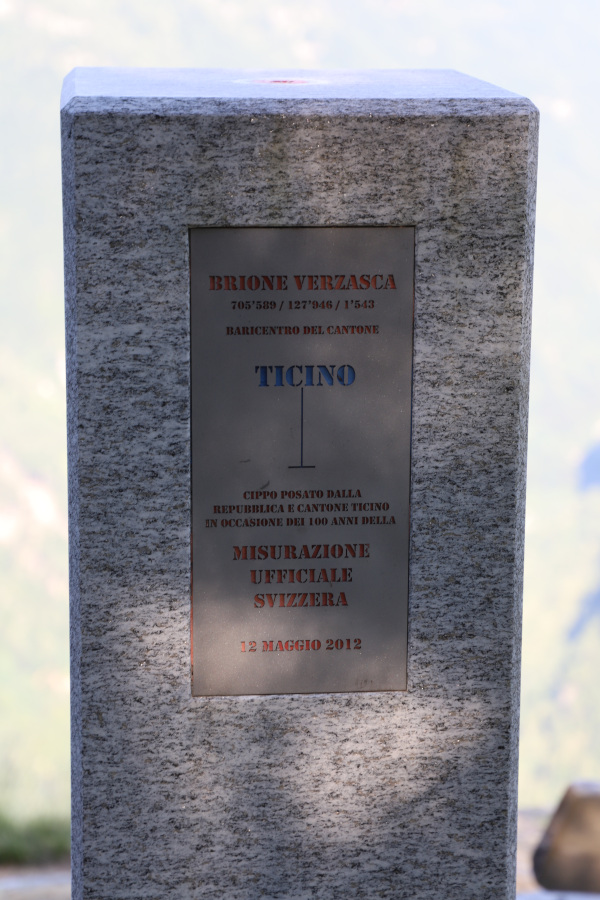 BRIONE VERZASCA
705'589 / 127'946 / 1'543
BARICENTRO DEL CANTONE
TICINO
CIPPO POSATO DALLA
REPUBBLICA E CANTONE TICINO
IN OCCASIONE DEI 100 ANNI DELLA
MISURAZIONE
UFFICIALE
SVIZZERA
12 MAGGIO 2012